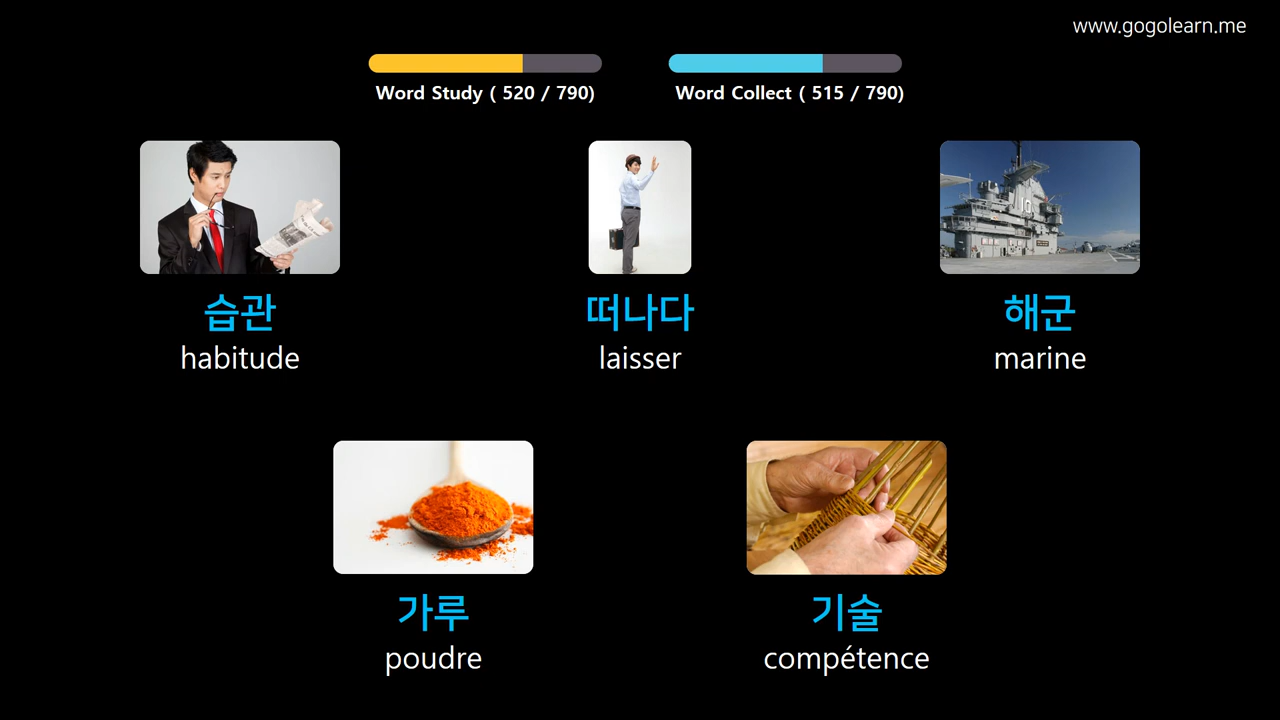 www.gogolearn.me
Word Study ( 520 / 790)
Word Collect ( 515 / 790)
습관
habitude
떠나다
laisser
해군
marine
가루
poudre
기술
compétence